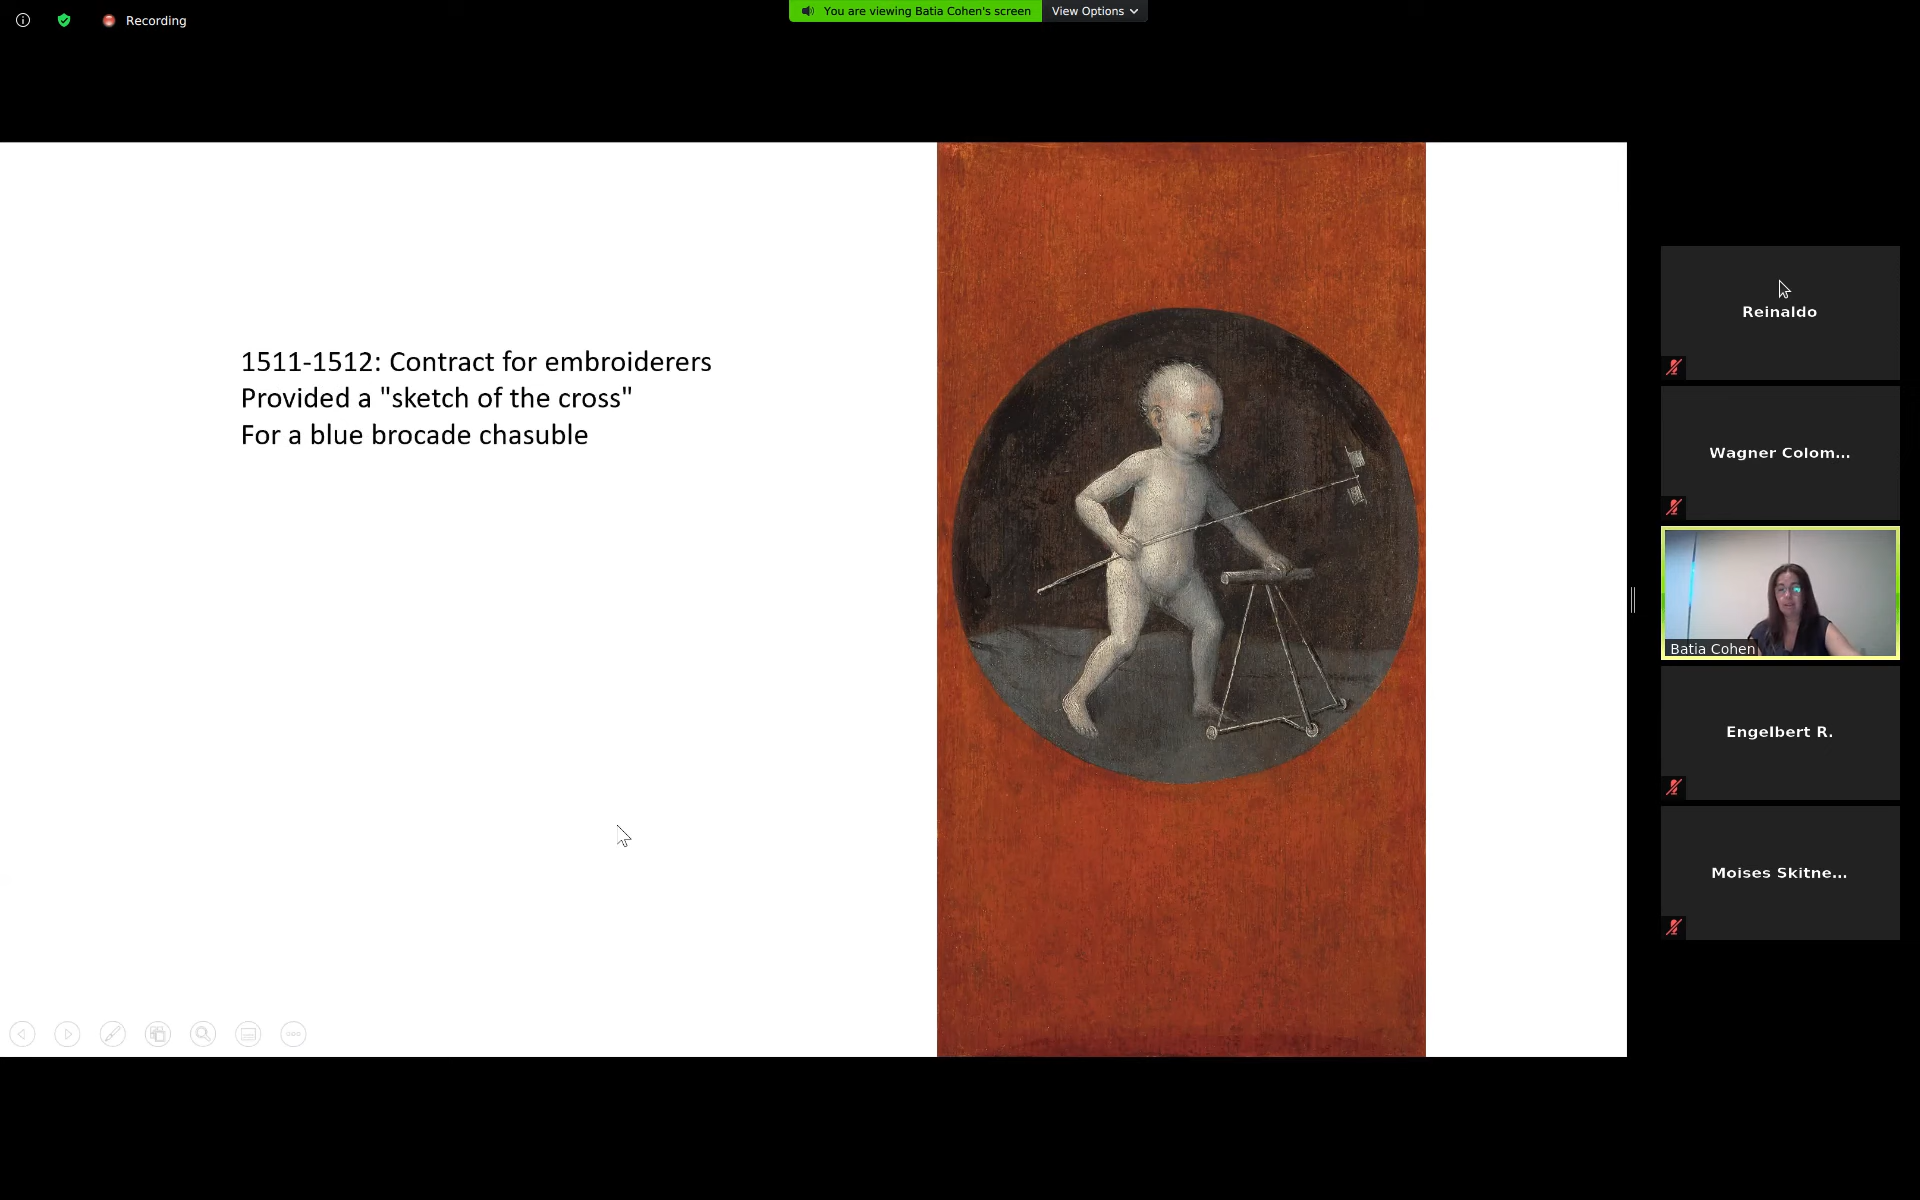 Recording
You are viewing Batia Cohen's screen
View Options
1511-1512: Contract for embroiderers
Provided a "sketch of the cross"
For a blue brocade chasuble
Reinaldo
Wagner Colom...
Batia Cohen
Engelbert R.
Moises Skitne...